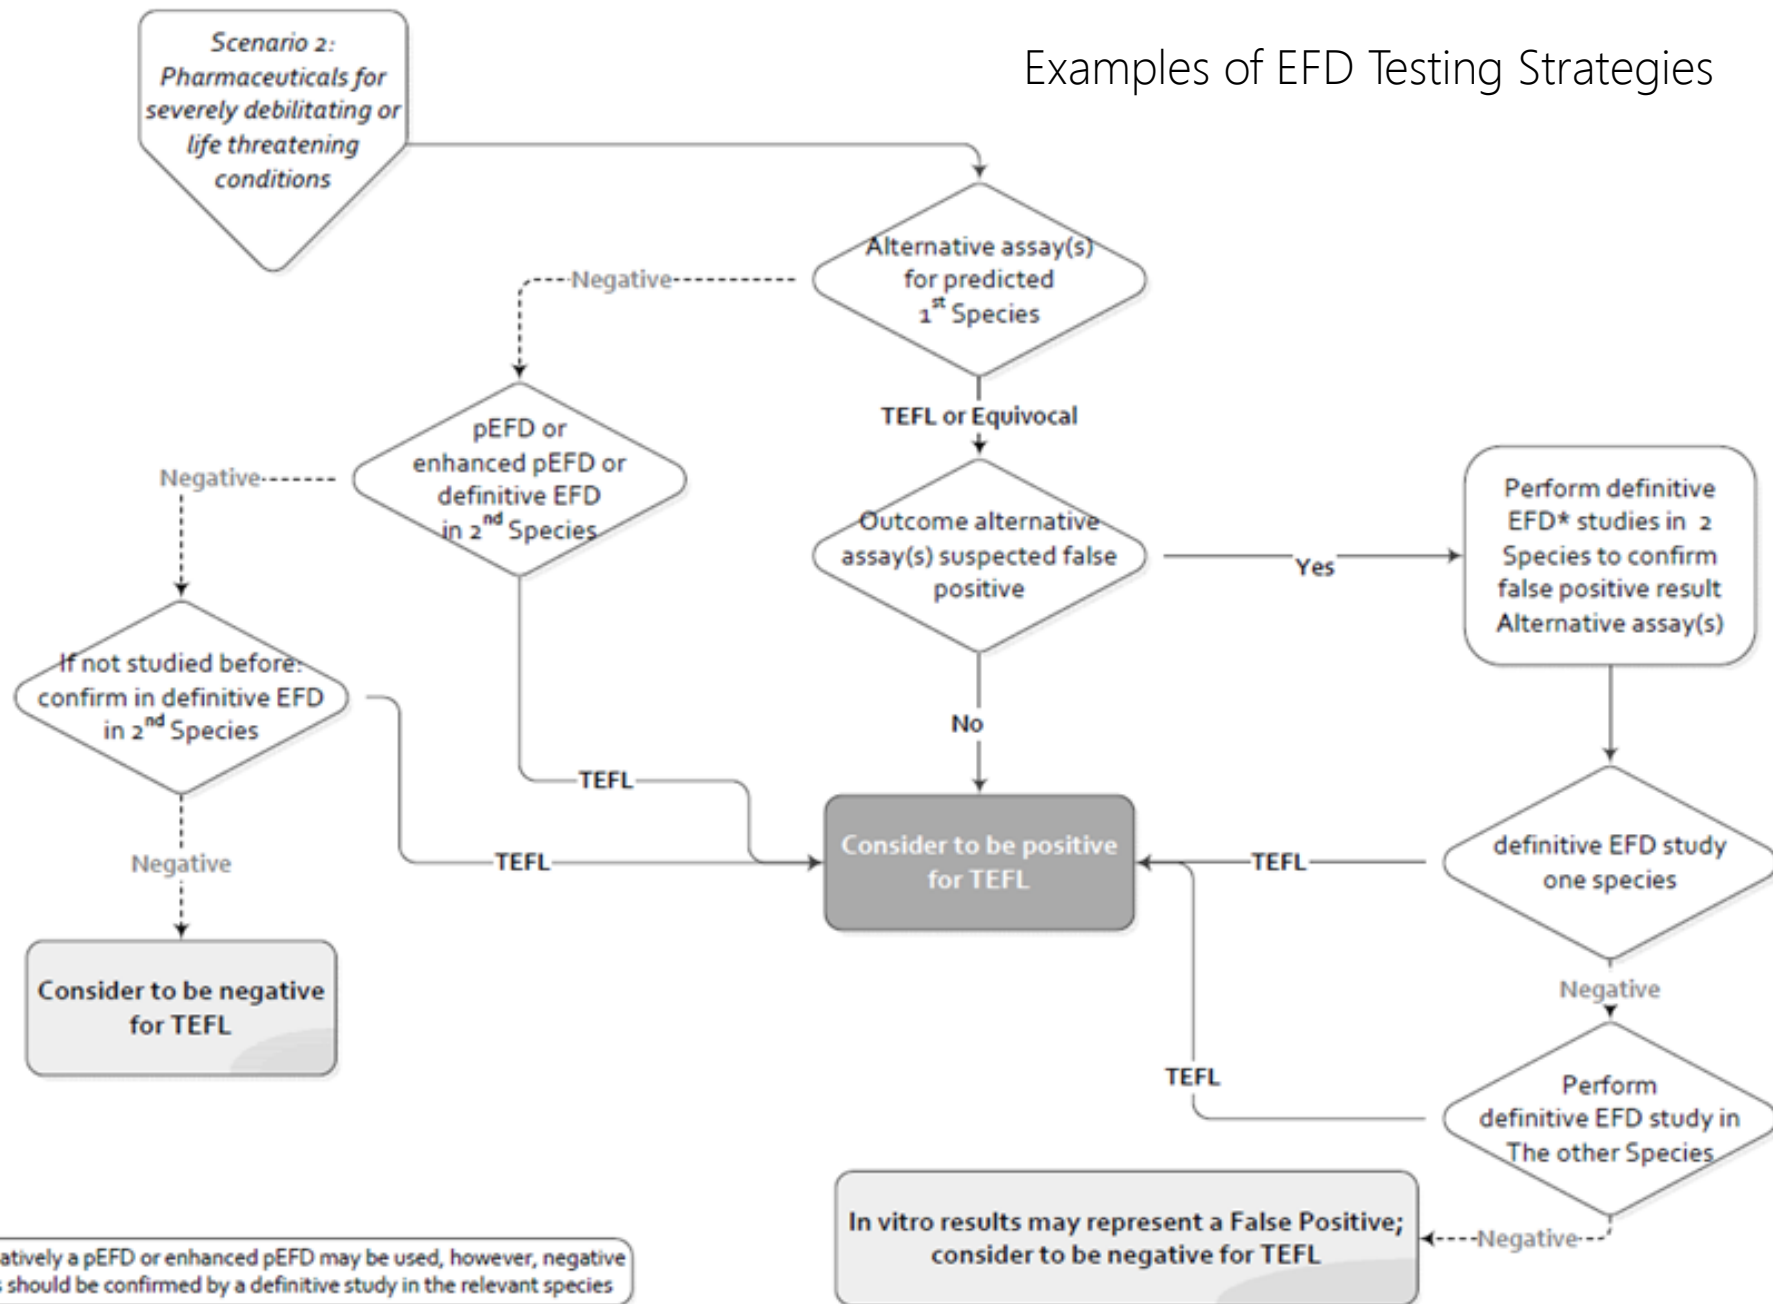 Examples of EFD Testing Strategies
Scenario 2:
Pharmaceuticals for
severely debilitating or
life threatening
conditions
Alternative assay(s)
for predicted
1st Species
Negative
TEFL or Equivocal
pEFD or
enhanced pEFD or
definitive EFD
in 2nd Species
Negative
Outcome alternative
assay(s) suspected false
positive
Yes
Perform definitive
EFD* studies in 2
Species to confirm
false positive result
Alternative assay(s)
If not studied before:
confirm in definitive EFD
in 2nd Species
No
TEFL
TEFL
Consider to be positive
for TEFL
TEFL
definitive EFD study
one species
Negative
Negative
Consider to be negative
for TEFL
TEFL
Perform
definitive EFD study in
The other Species
In vitro results may represent a False Positive;
consider to be negative for TEFL
Negative
a pEFD or enhanced pEFD may be used, however, negative
should be confirmed by a definitive study in the relevant species